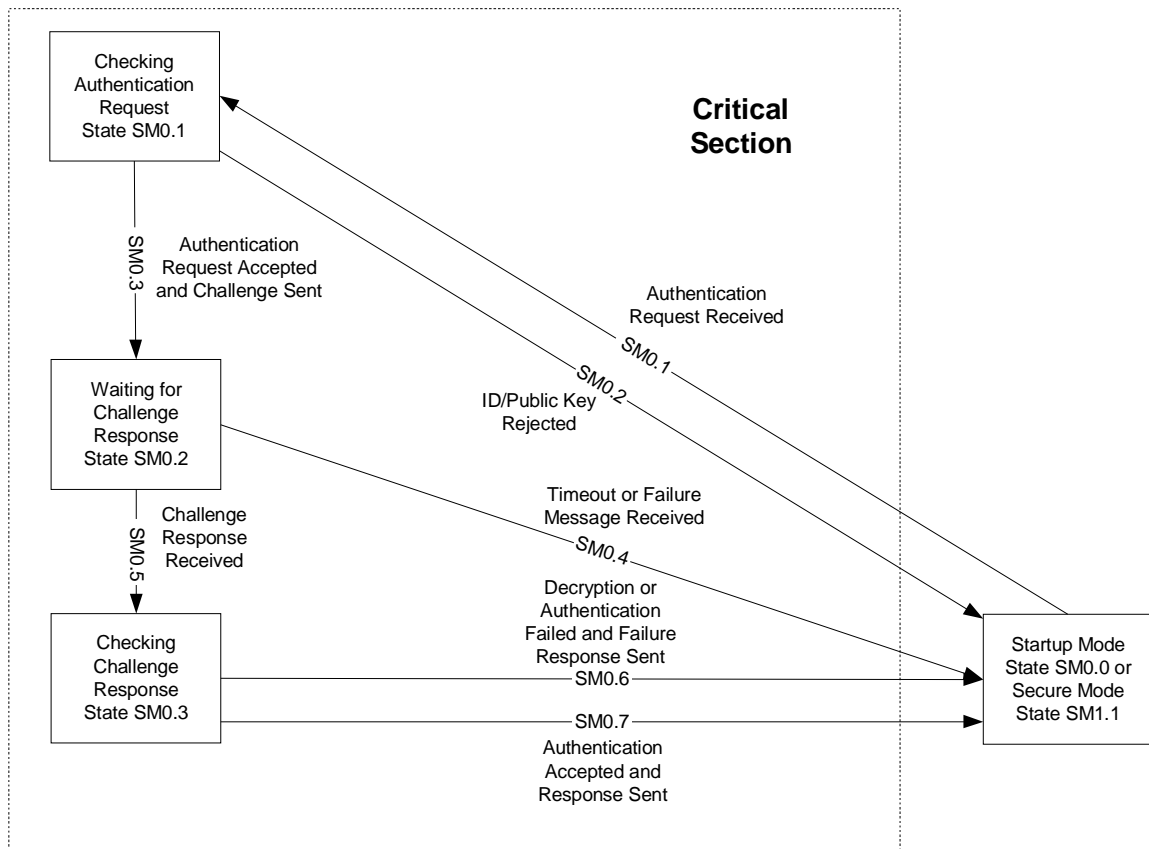 Checking
Authentication
Request
State SM0.1
Critical
Section
SM0.3
Authentication
Request Accepted
and Challenge Sent
Authentication
Request Received
SM0.1
SM0.2
ID/Public Key
Rejected
Waiting for
Challenge
Response
State SM0.2
Timeout or Failure
Message Received
SM0.4
SM0.5
Challenge
Response
Received
Decryption or
Authentication
Failed and Failure
Response Sent
SM0.6
Checking
Challenge
Response
State SM0.3
SM0.7
Authentication
Accepted and
Response Sent
Startup Mode
State SM0.0 or
Secure Mode
State SM1.1